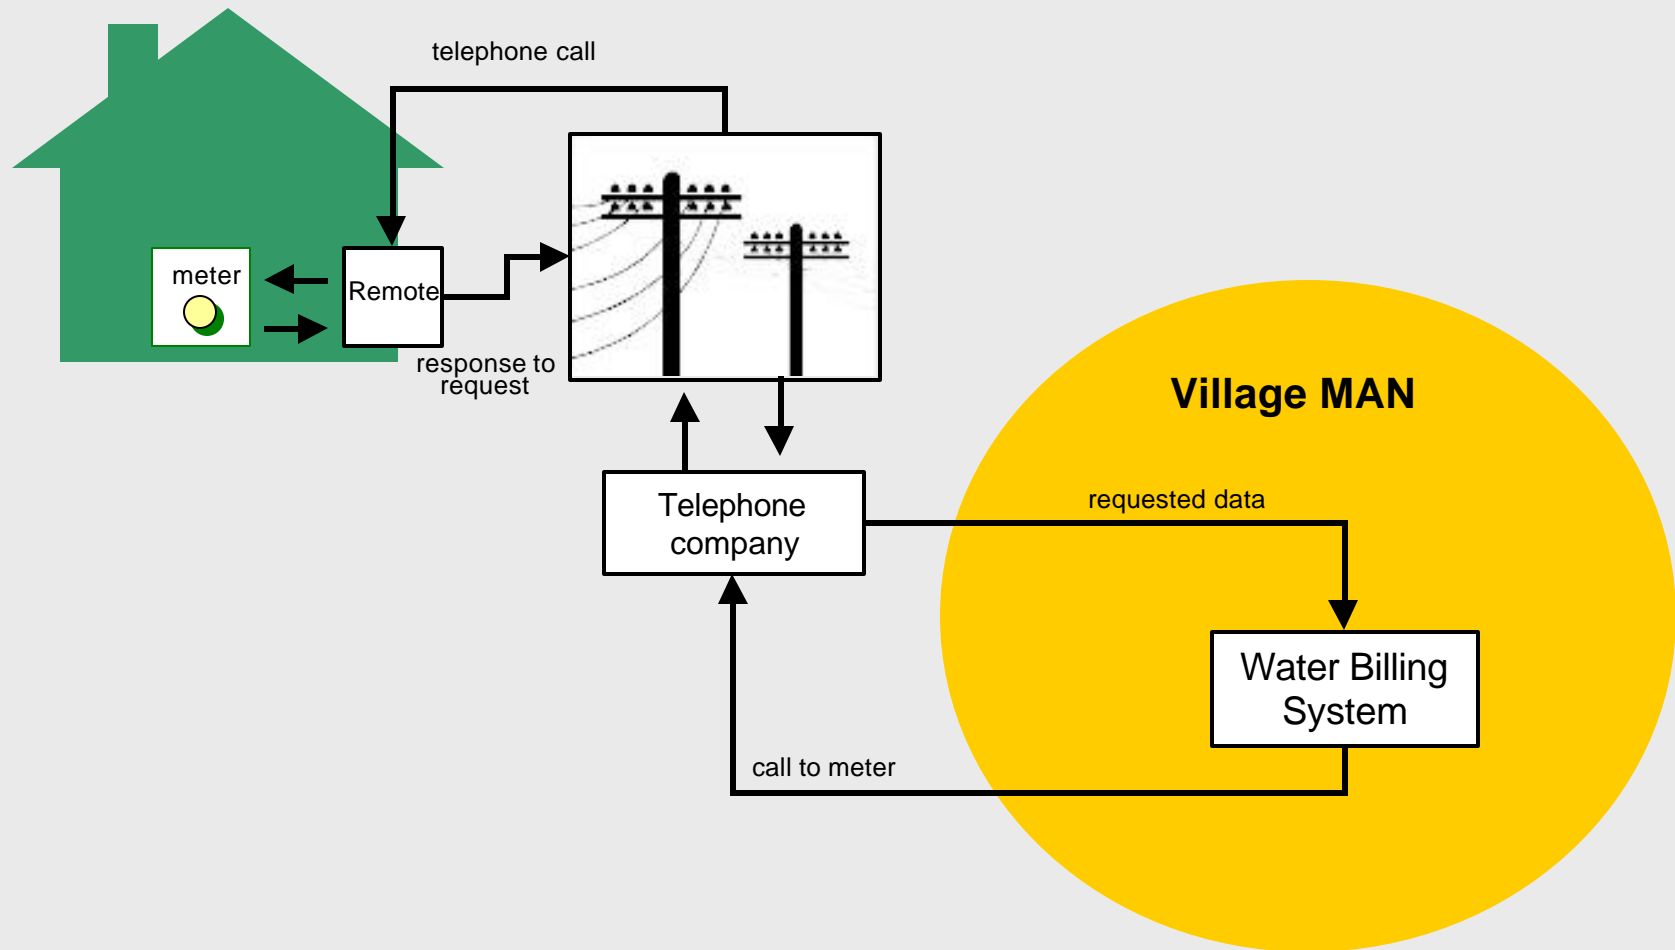 telephone call
meter
Remote
response to
request
Village MAN
Telephone
company
requested data
Water Billing
System
call to meter